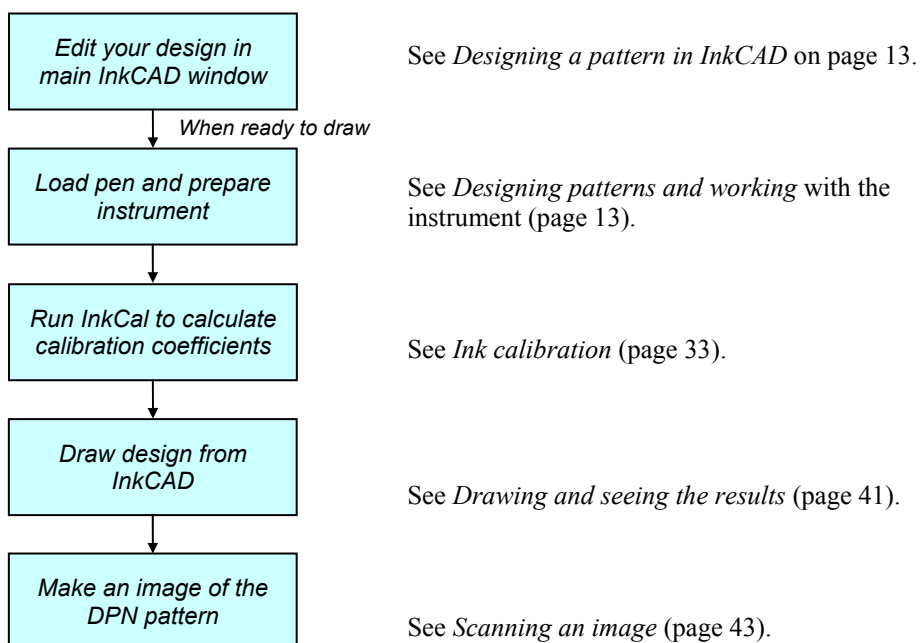 Edit your design in
main InkCAD window
See Designing a pattern in InkCAD on page 13.
When ready to draw
Load pen and prepare
instrument
See Designing patterns and working with the
instrument (page 13).
Run InkCal to calculate
calibration coefficients
See Ink calibration (page 33).
Draw design from
InkCAD
See Drawing and seeing the results (page 41).
Make an image of the
DPN pattern
See Scanning an image (page 43).